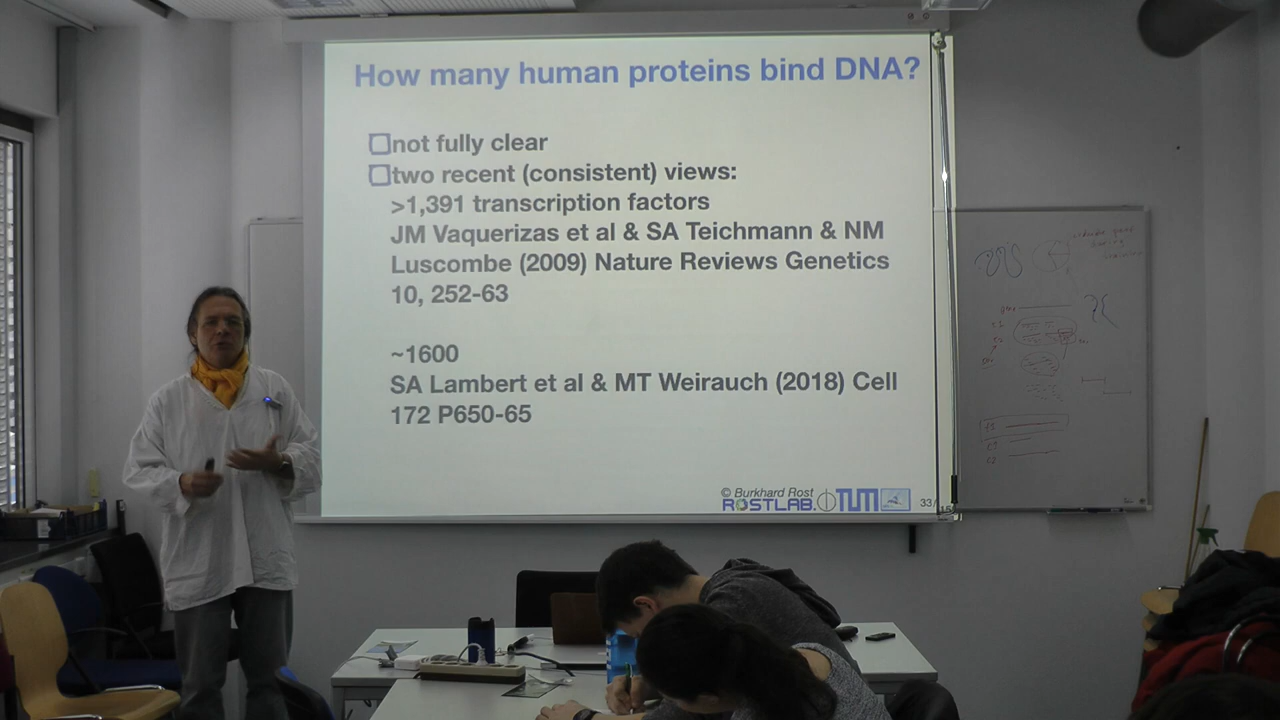 How many human proteins bind DNA?
not fully clear
two recent (consistent) views:
>1,391 transcription factors
JM Vaquerizas et al & SA Teichmann & NM
Luscombe (2009) Nature Reviews Genetics
10, 252-63
~1600
SA Lambert et al & MT Weirauch (2018) Cell
172 P650-65
© Burkhard Rost
ROSTLAB. TUM
33/